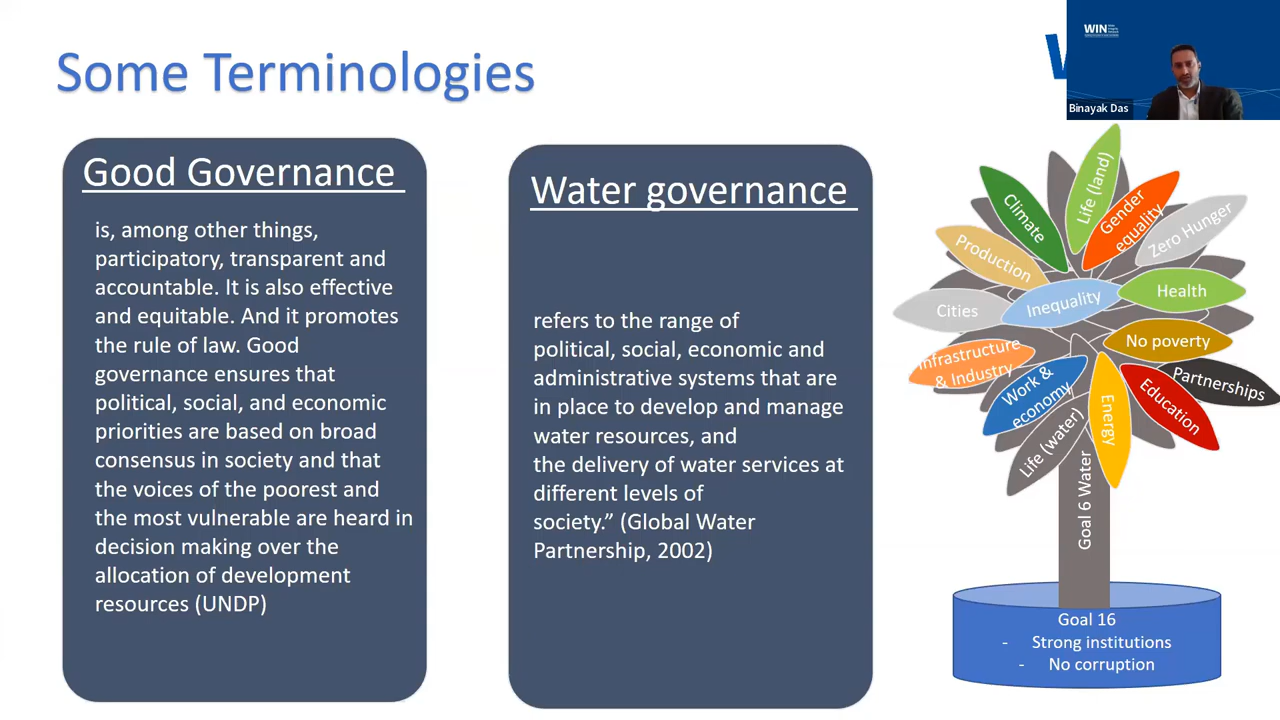 Some Terminologies
WIN
Binayak Das
Good Governance
is, among other things,
participatory, transparent and
accountable. It is also effective
and equitable. And it promotes
the rule of law. Good
governance ensures that
political, social, and economic
priorities are based on broad
consensus in society and that
the voices of the poorest and
the most vulnerable are heard in
decision making over the
allocation of development
resources (UNDP)
Water governance
refers to the range of
political, social, economic and
administrative systems that are
in place to develop and manage
water resources, and
the delivery of water services at
different levels of
society.” (Global Water
Partnership, 2002)
Climate
Life (land)
Gender
equality
Zero Hunger
Production
Cities
Inequality
Health
Infrastructure
& Industry
No poverty
Work &
economy
Partnerships
Education
Energy
Life (water)
Goal 6 Water
Goal 16
- Strong institutions
- No corruption